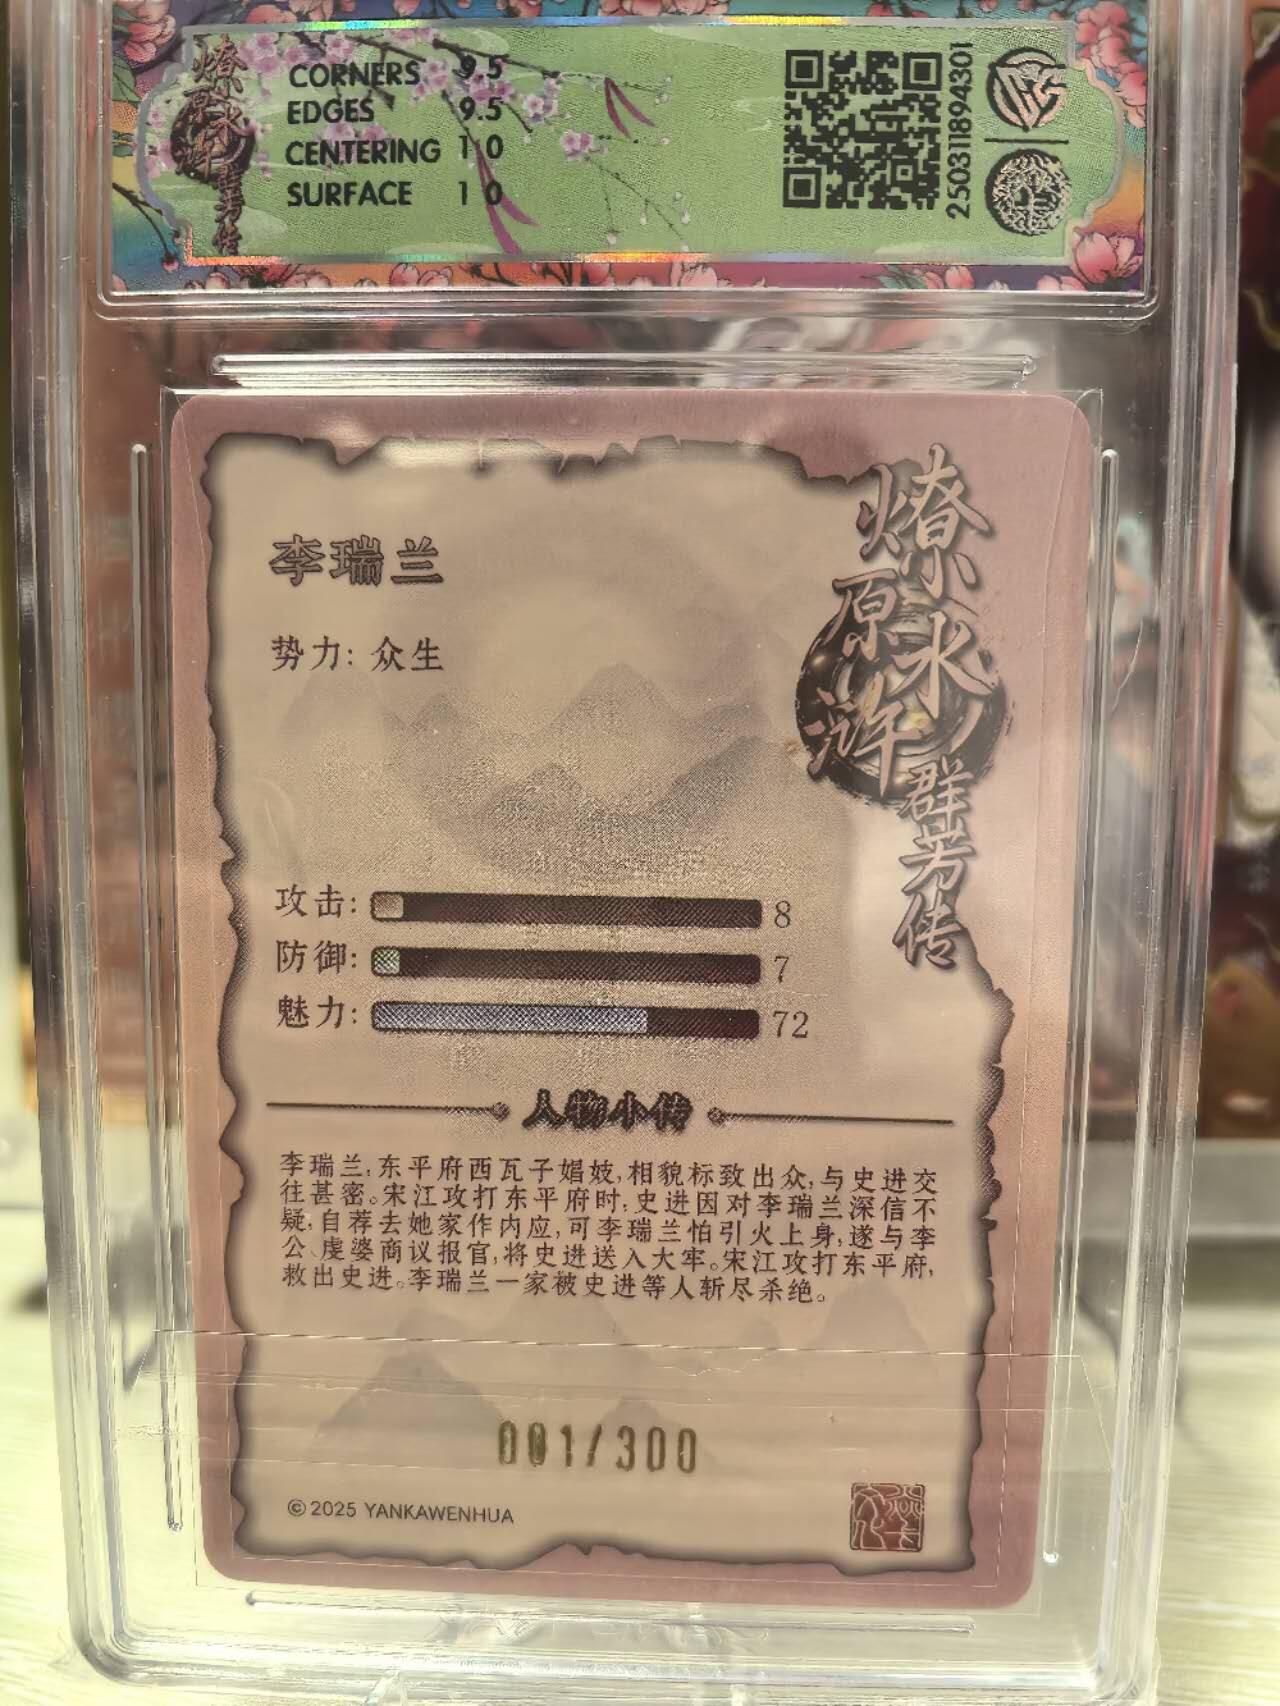 燎原水浒群芳传
CORNERS 9.5
EDGES 9.5
CENTERING 10
SURFACE 10
250311894301
燎原水浒群芳传
李瑞兰
势力: 众生
攻击: 8
防御: 7
魅力: 72
人物小传
李瑞兰,东平府西瓦子娼妓,相貌标致出众,与史进交
往甚密。宋江攻打东平府时,史进因对李瑞兰深信不
疑,自荐去她家作内应,可李瑞兰怕引火上身,遂与李
公、虔婆商议报官,将史进送入大牢。宋江攻打东平府,
救出史进。李瑞兰一家被史进等人斩尽杀绝。
001/300
© 2025 YANKAWENHUA